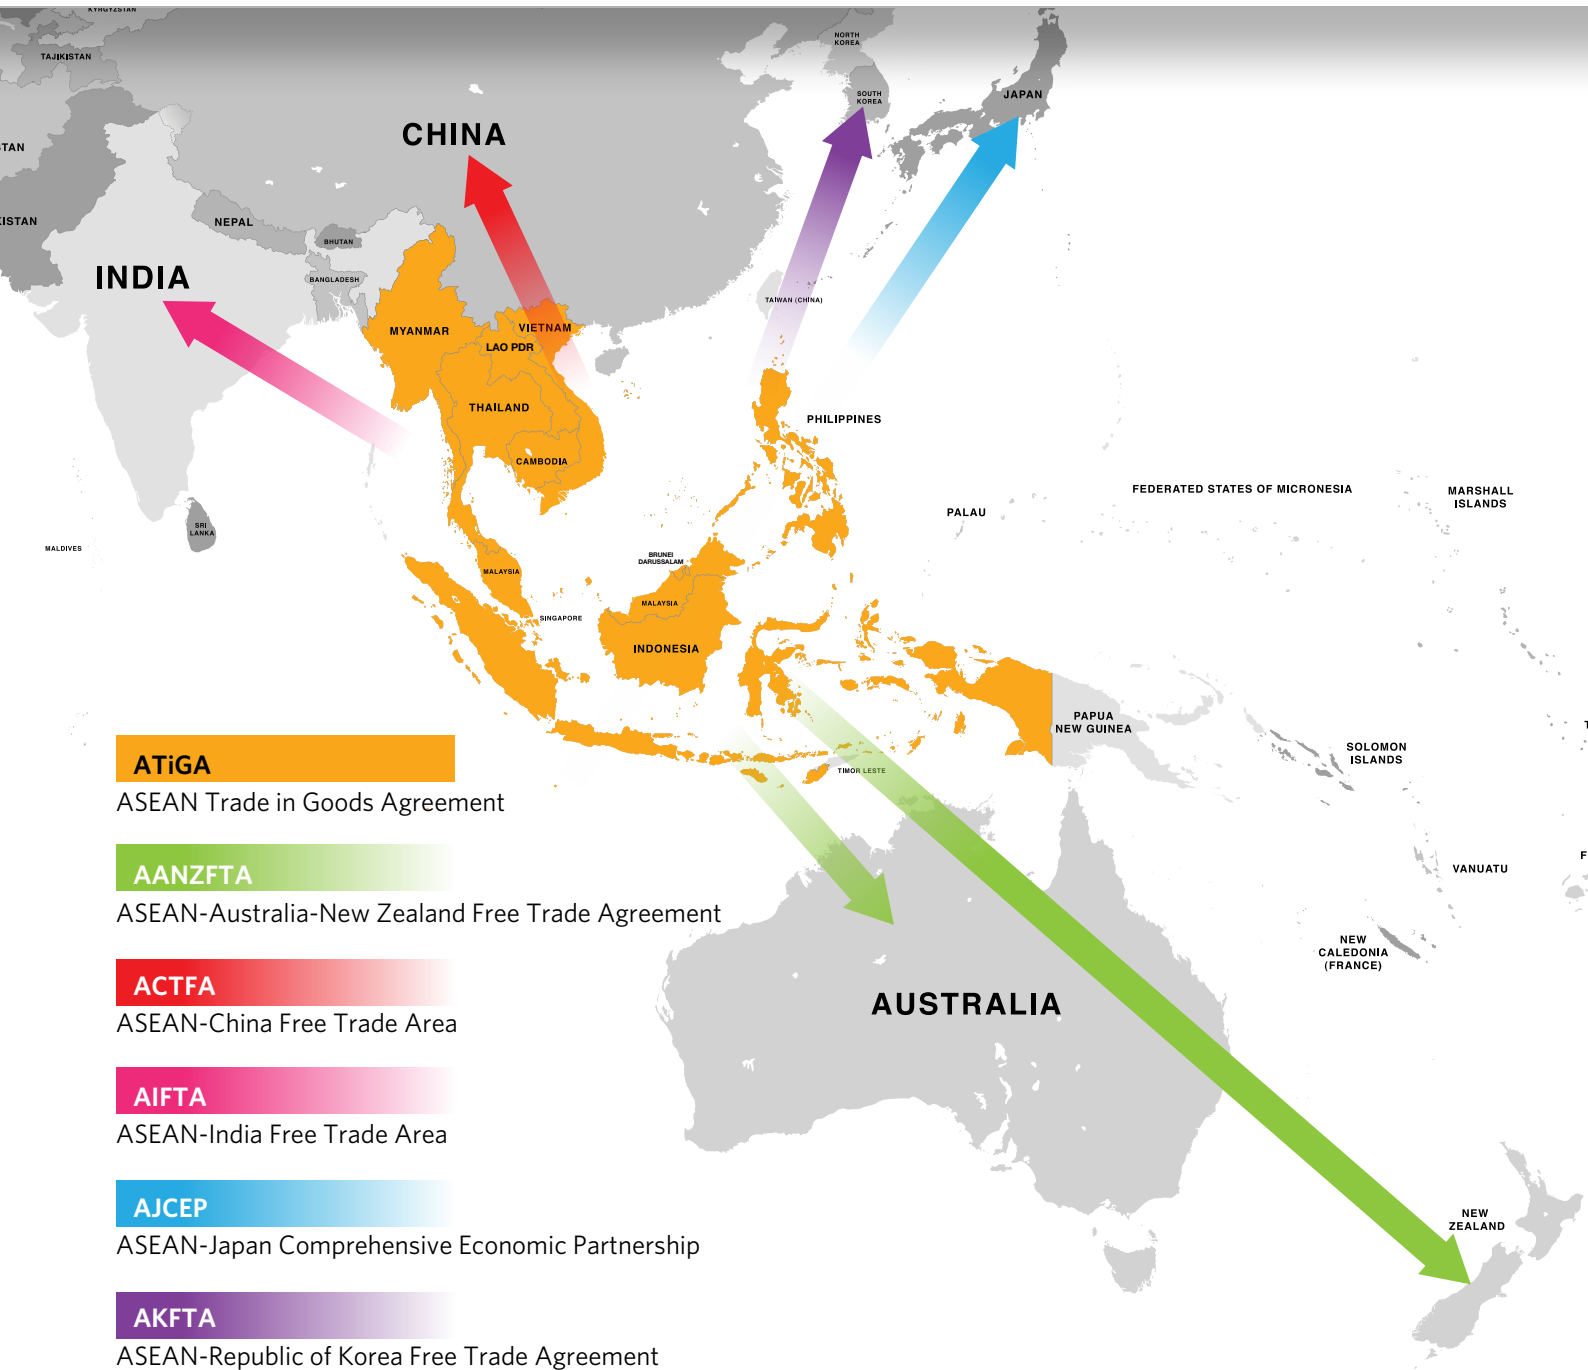 KYRGYZSTAN
TAJIKISTAN
NORTH
KOREA
SOUTH
KOREA
JAPAN
CHINA
TAN
KISTAN
NEPAL
BHUTAN
INDIA
BANGLADESH
TAIWAN (CHINA)
MYANMAR
VIETNAM
LAO PDR
THAILAND
PHILIPPINES
CAMBODIA
FEDERATED STATES OF MICRONESIA
MARSHALL
ISLANDS
PALAU
SRI
LANKA
MALDIVES
BRUNEI
DARUSSALAM
MALAYSIA
MALAYSIA
SINGAPORE
INDONESIA
PAPUA
NEW GUINEA
T
SOLOMON
ISLANDS
TIMOR LESTE
ATiGA
ASEAN Trade in Goods Agreement
F
VANUATU
AANZFTA
ASEAN-Australia-New Zealand Free Trade Agreement
NEW
CALEDONIA
(FRANCE)
ACTFA
ASEAN-China Free Trade Area
AUSTRALIA
AIFTA
ASEAN-India Free Trade Area
AJCEP
ASEAN-Japan Comprehensive Economic Partnership
NEW
ZEALAND
AKFTA
ASEAN-Republic of Korea Free Trade Agreement